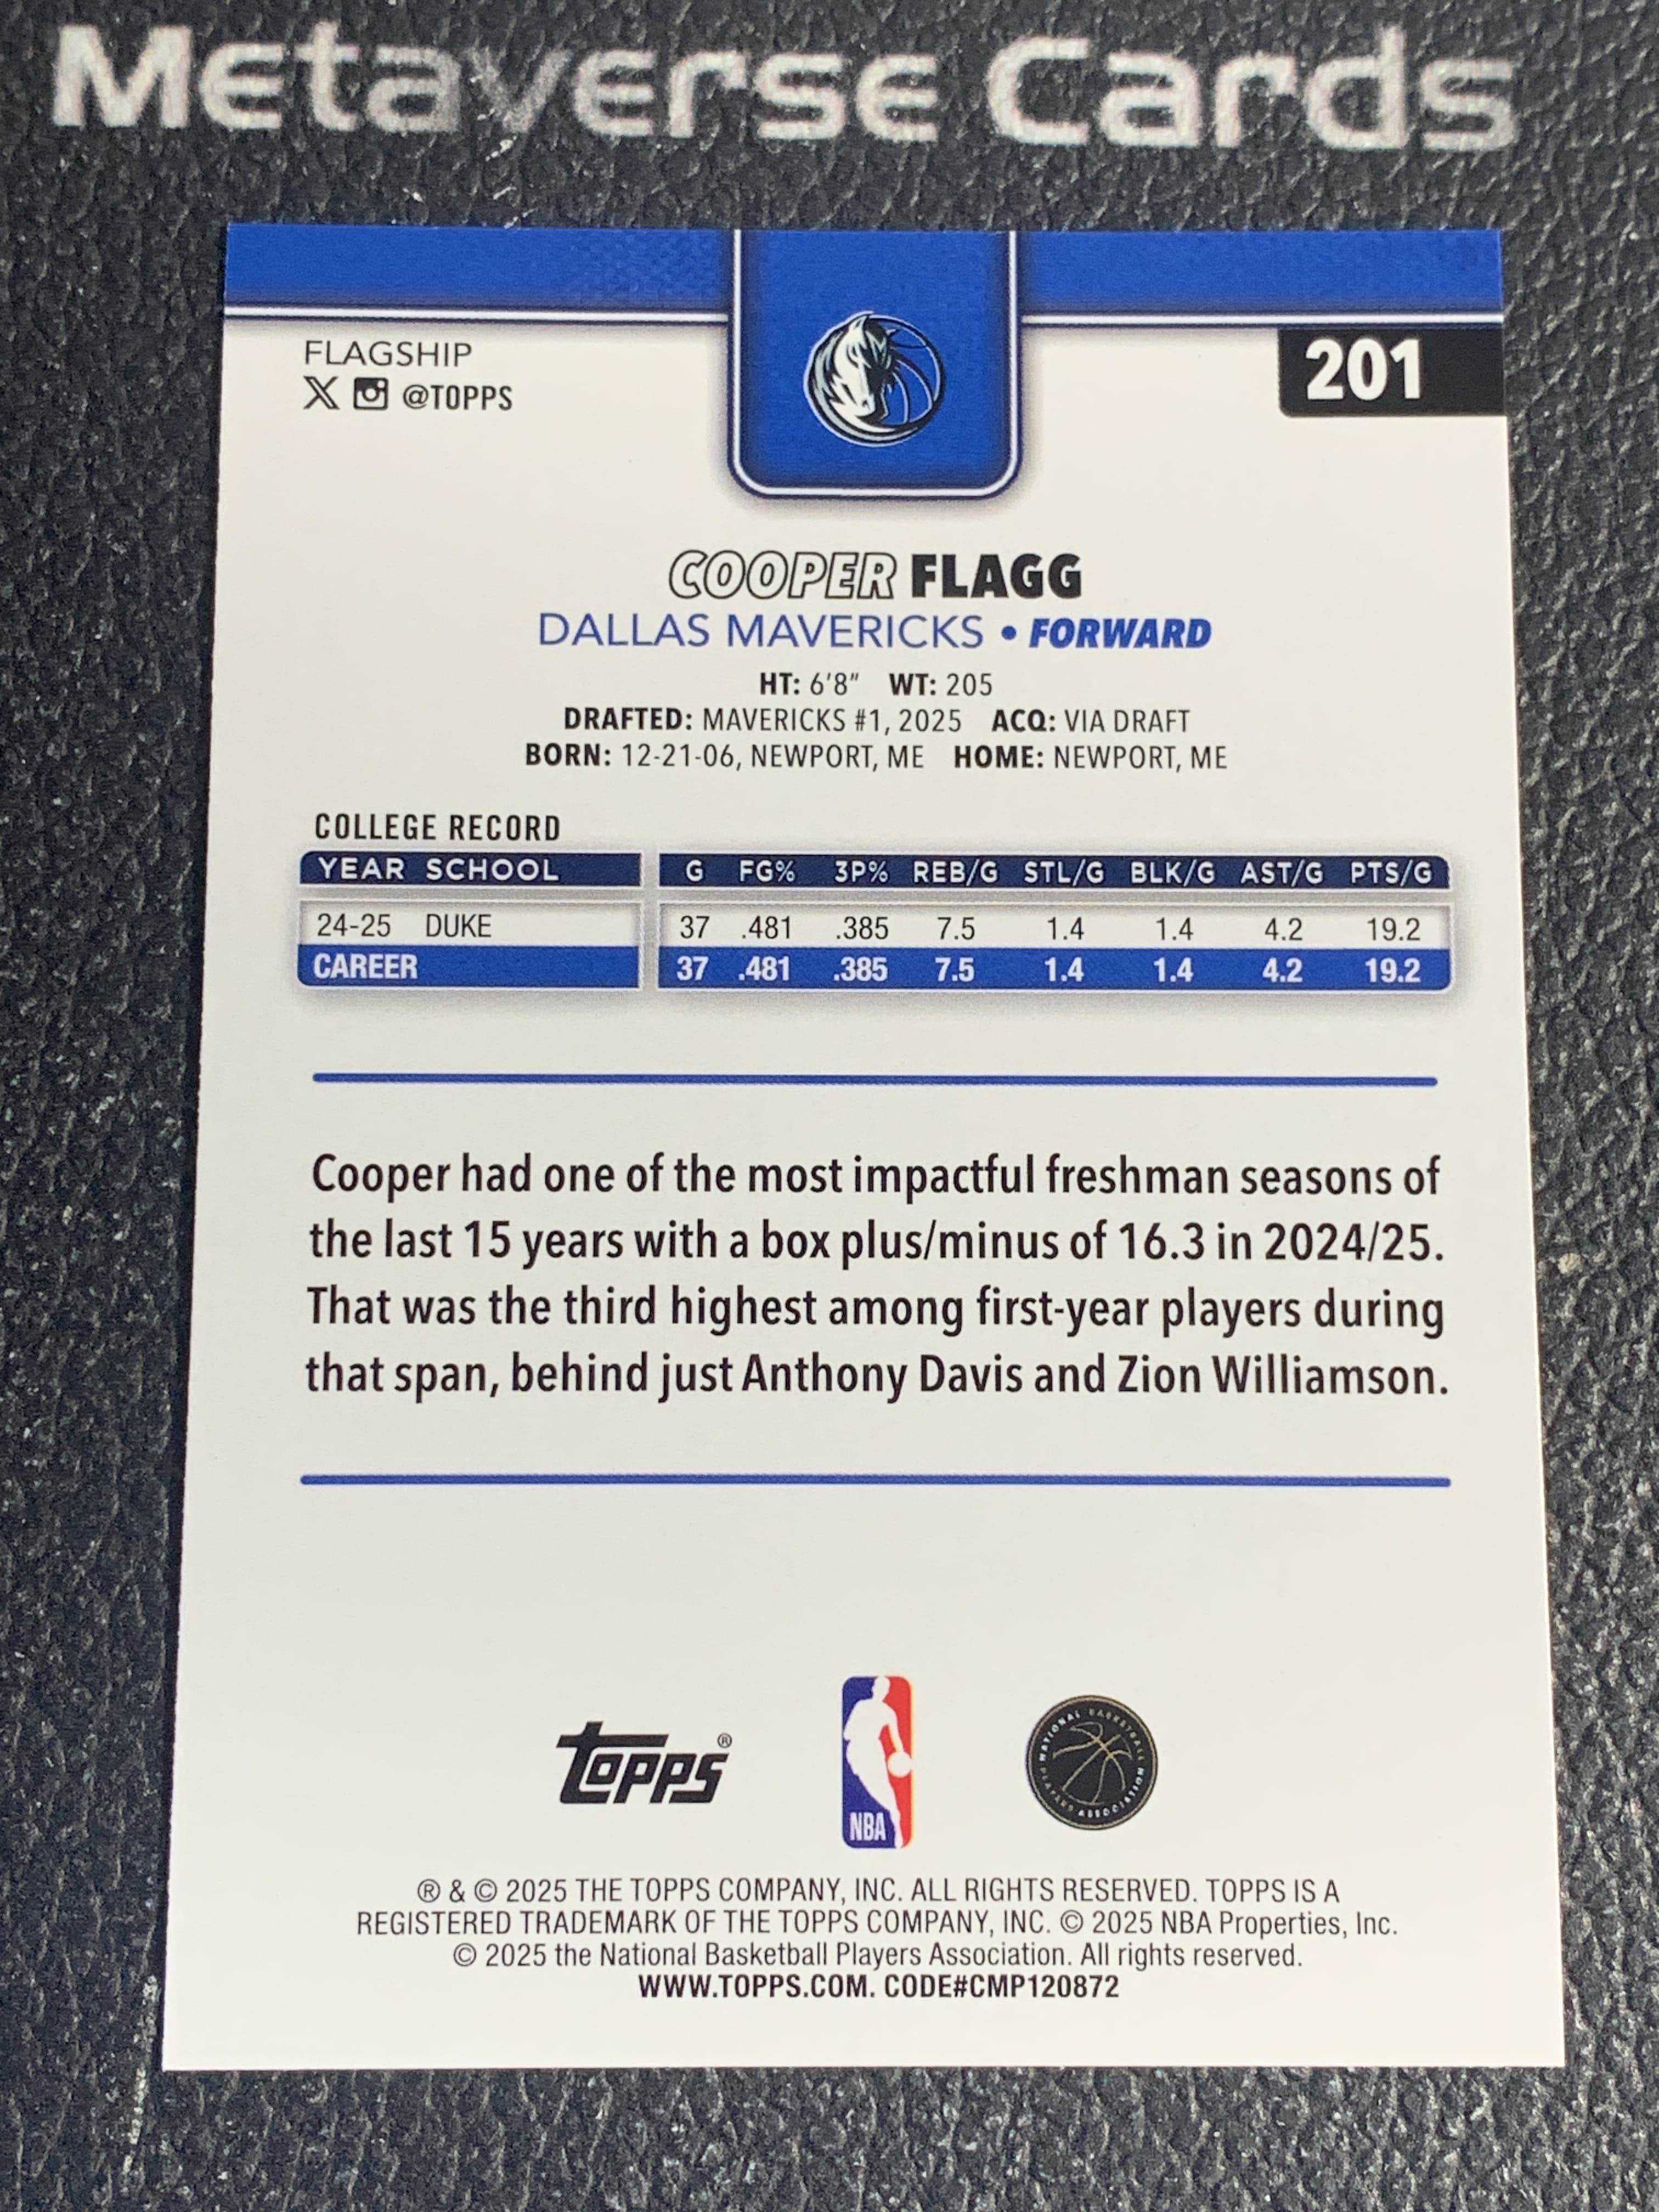 Metaverse Cards
FLAGSHIP
X @TOPPS
201
COOPER FLAGG
DALLAS MAVERICKS • FORWARD
HT: 6'8" WT: 205
DRAFTED: MAVERICKS #1, 2025 ACQ: VIA DRAFT
BORN: 12-21-06, NEWPORT, ME HOME: NEWPORT, ME
COLLEGE RECORD
YEAR SCHOOL G FG% 3P% REB/G STL/G BLK/G AST/G PTS/G
24-25 DUKE 37 .481 .385 7.5 1.4 1.4 4.2 19.2
CAREER 37 .481 .385 7.5 1.4 1.4 4.2 19.2
Cooper had one of the most impactful freshman seasons of
the last 15 years with a box plus/minus of 16.3 in 2024/25.
That was the third highest among first-year players during
that span, behind just Anthony Davis and Zion Williamson.
Topps®
NBA
NATIONAL BASKETBALL PLAYERS ASSOCIATION
® & © 2025 THE TOPPS COMPANY, INC. ALL RIGHTS RESERVED. TOPPS IS A
REGISTERED TRADEMARK OF THE TOPPS COMPANY, INC. © 2025 NBA Properties, Inc.
© 2025 the National Basketball Players Association. All rights reserved.
WWW.TOPPS.COM. CODE#CMP120872